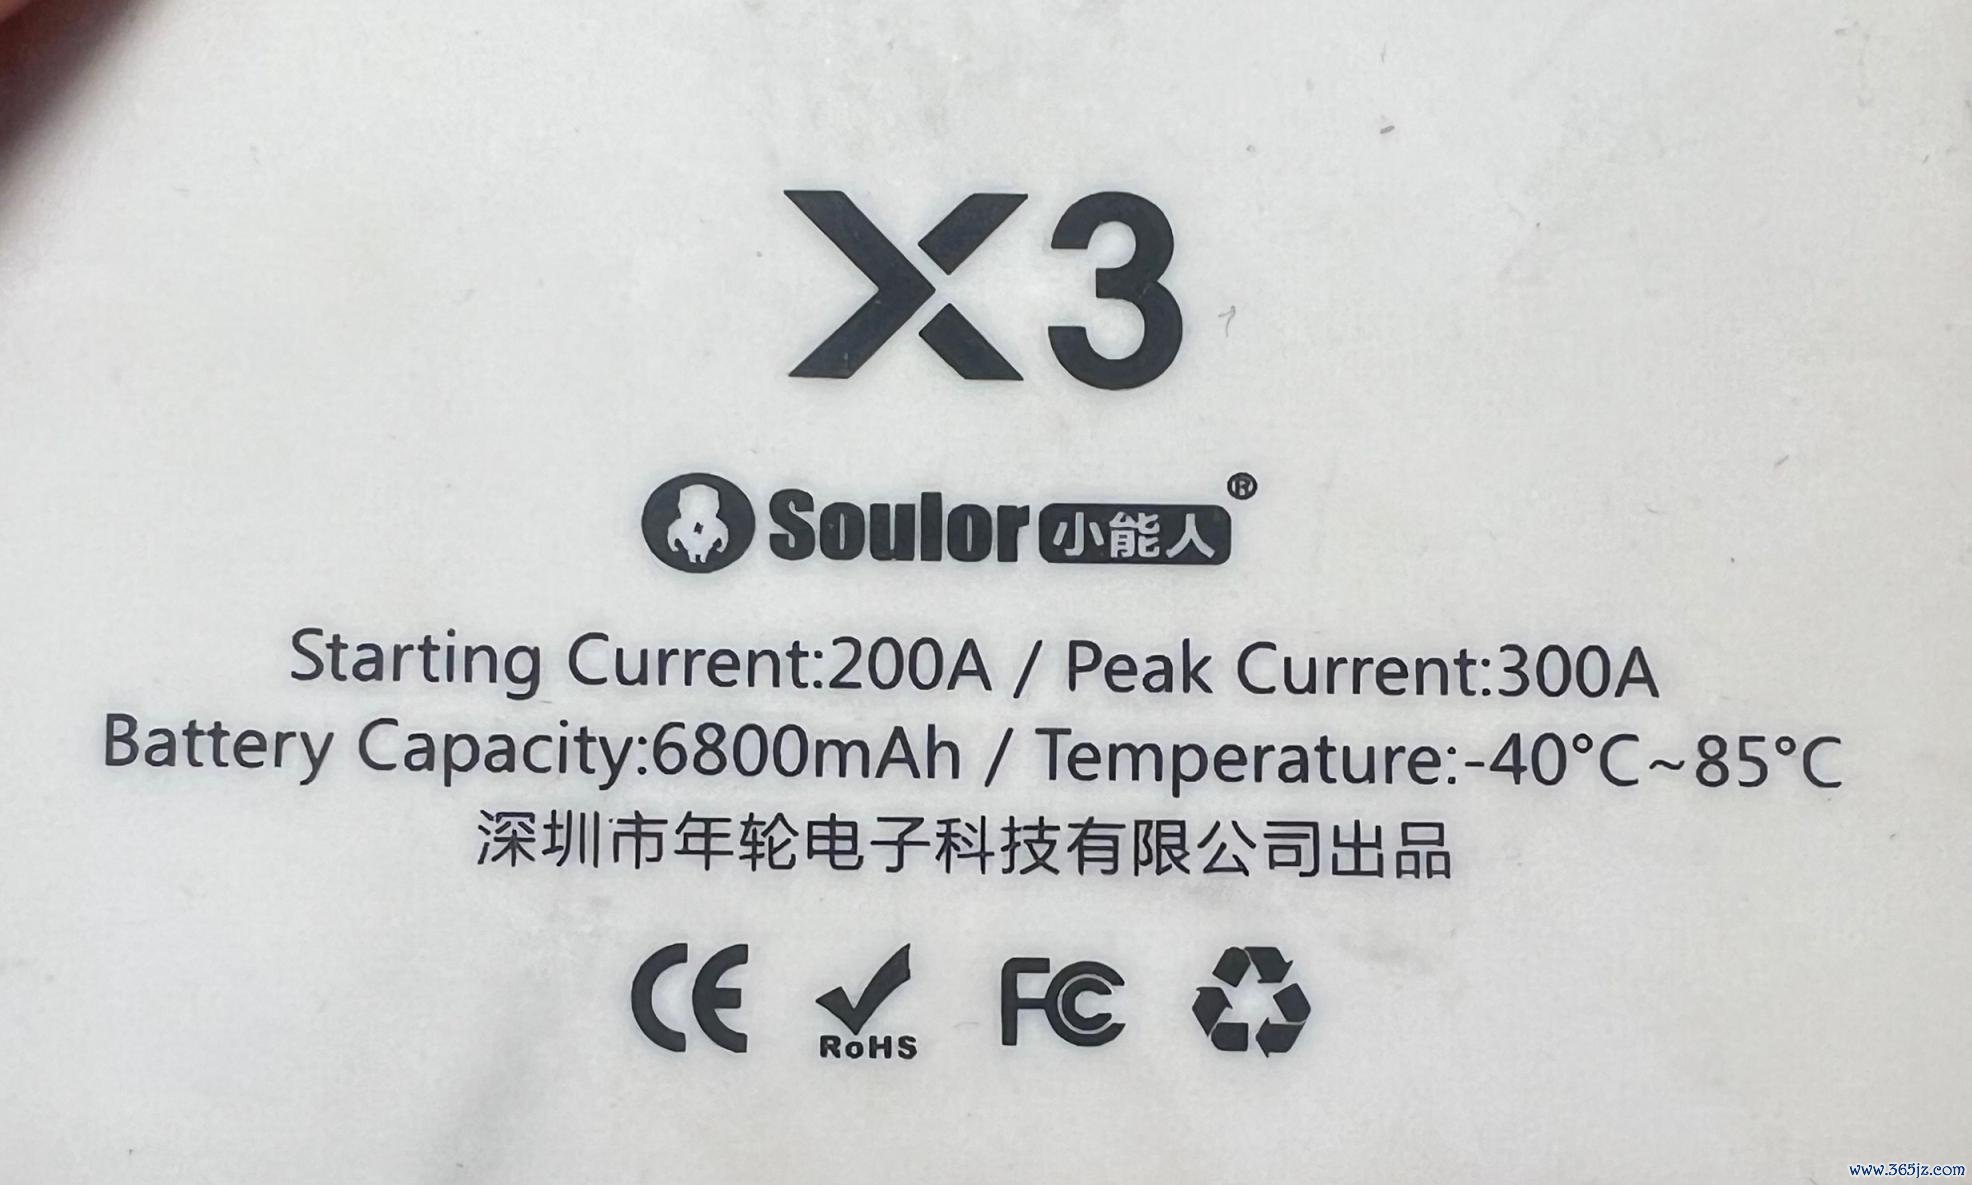 X3
Soulor小能人®
Starting Current:200A / Peak Current:300A
Battery Capacity:6800mAh / Temperature:-40°C~85°C
深圳市年轮电子科技有限公司出品
CE RoHS FC
www.365jz.com